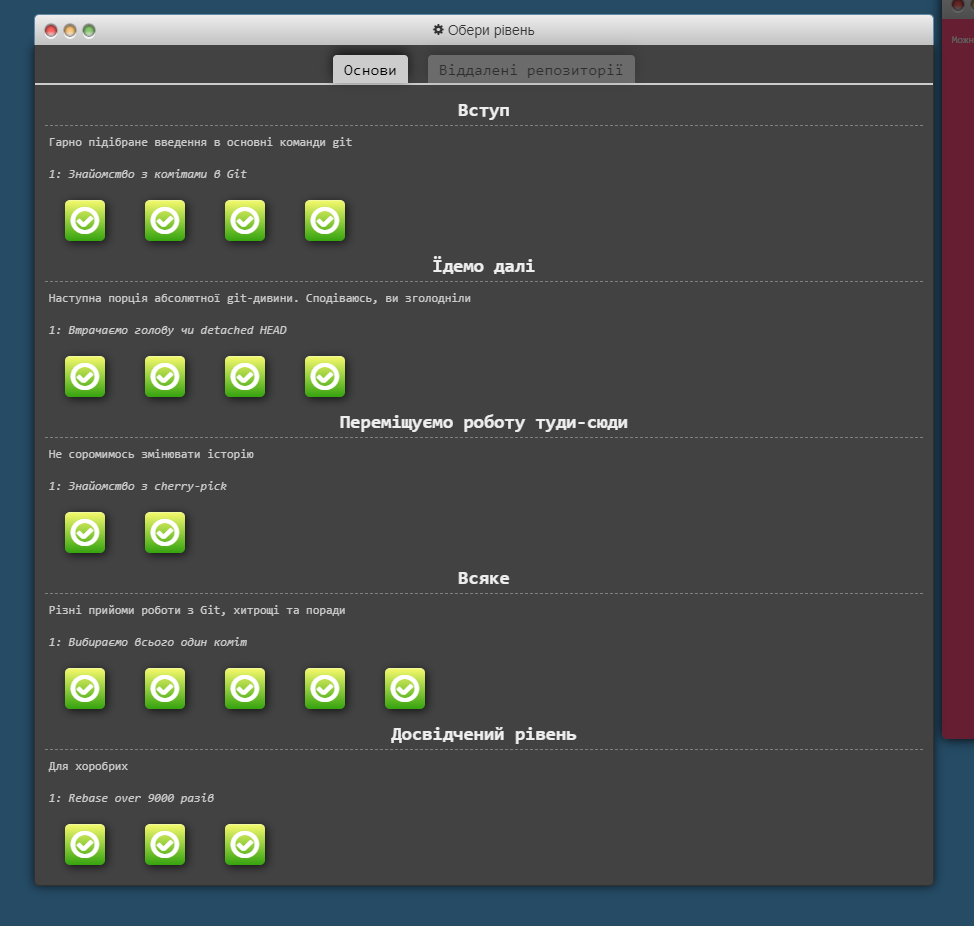 Обери рівень
Основи
Віддалені репозиторії
Вступ
Гарно підібране введення в основні команди git
1: Знайомство з комітами в Git
Їдемо далі
Наступна порція абсолютної git-дивини. Сподіваюсь, ви зголодніли
1: Втрачаємо голову чи detached HEAD
Переміщуємо роботу туди-сюди
Не соромимось змінювати історію
1: Знайомство з cherry-pick
Всяке
Різні прийоми роботи з Git, хитрощі та поради
1: Вибираємо всього один коміт
Досвідчений рівень
Для хоробрих
1: Rebase over 9000 разів